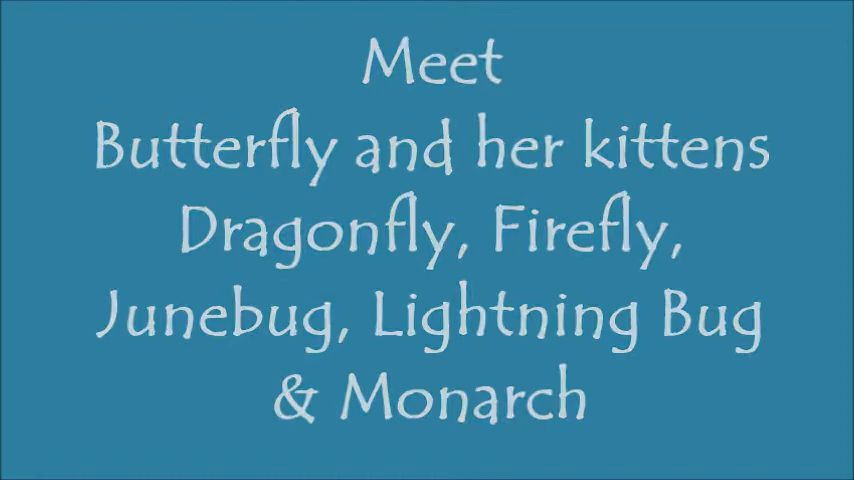 Meet
Butterfly and her kittens
Dragonfly, Firefly,
Junebug, Lightning Bug
& Monarch